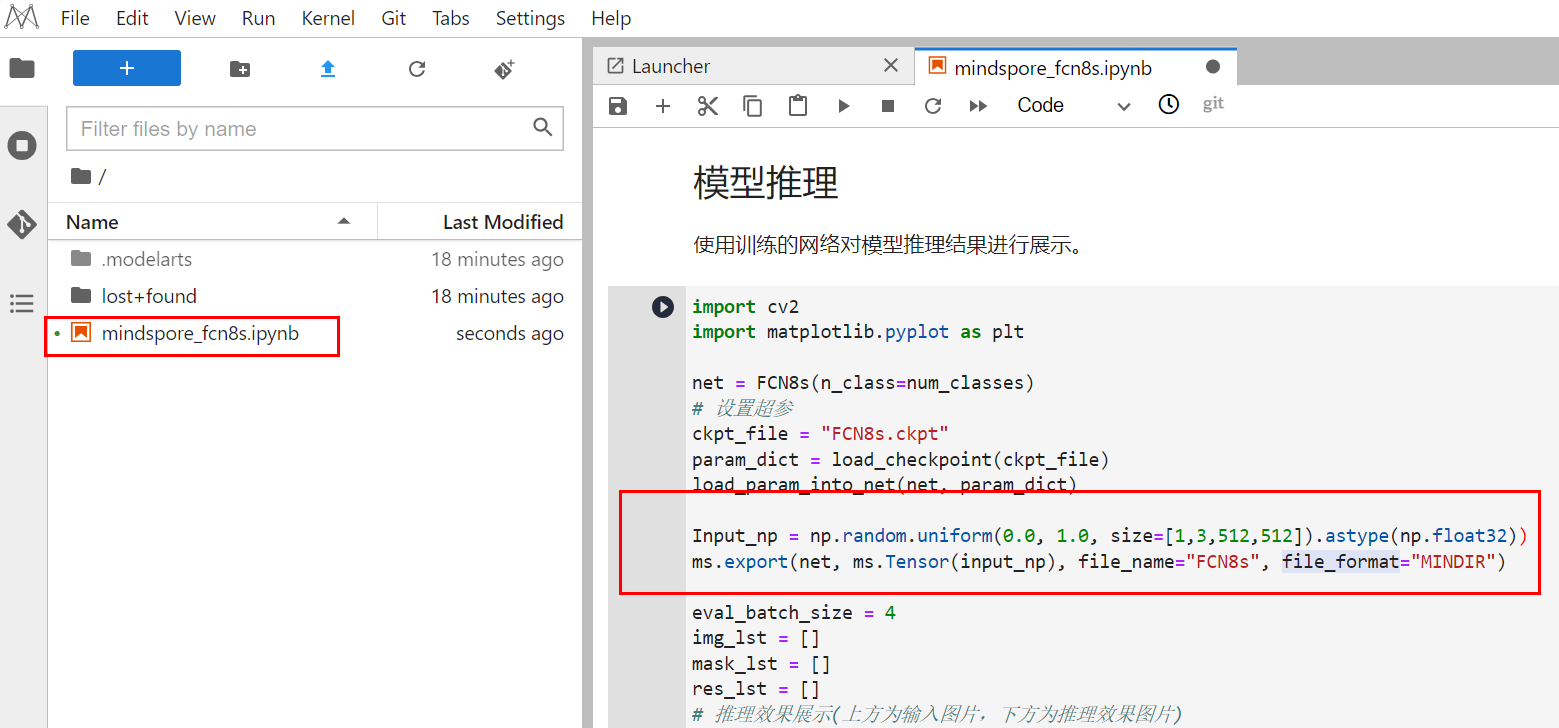 File Edit View Run Kernel Git Tabs Settings Help
+
Filter files by name
/
Name Last Modified
.modelarts 18 minutes ago
lost+found 18 minutes ago
mindspore_fcn8s.ipynb seconds ago
Launcher
mindspore_fcn8s.ipynb
Code
git
模型推理
使用训练的网络对模型推理结果进行展示。
import cv2
import matplotlib.pyplot as plt
net = FCN8s(n_class=num_classes)
# 设置超参
ckpt_file = "FCN8s.ckpt"
param_dict = load_checkpoint(ckpt_file)
load_param_into_net(net, param_dict)
Input_np = np.random.uniform(0.0, 1.0, size=[1,3,512,512]).astype(np.float32))
ms.export(net, ms.Tensor(input_np), file_name="FCN8s", file_format="MINDIR")
eval_batch_size = 4
img_lst = []
mask_lst = []
res_lst = []
# 推理效果展示(上方为输入图片，下方为推理效果图片)